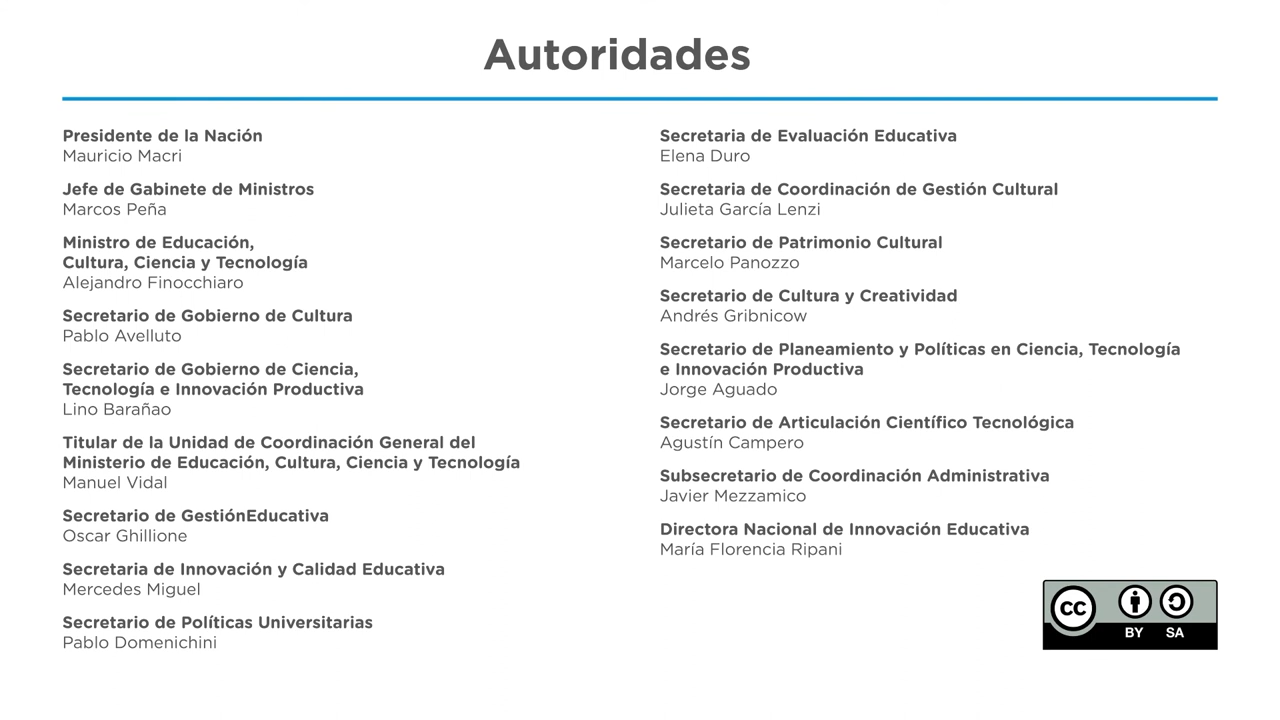 Autoridades
Presidente de la Nación
Mauricio Macri
Jefe de Gabinete de Ministros
Marcos Peña
Ministro de Educación,
Cultura, Ciencia y Tecnología
Alejandro Finocchiaro
Secretario de Gobierno de Cultura
Pablo Avelluto
Secretario de Gobierno de Ciencia,
Tecnología e Innovación Productiva
Lino Barañao
Titular de la Unidad de Coordinación General del
Ministerio de Educación, Cultura, Ciencia y Tecnología
Manuel Vidal
Secretario de GestiónEducativa
Oscar Ghillione
Secretaria de Innovación y Calidad Educativa
Mercedes Miguel
Secretario de Políticas Universitarias
Pablo Domenichini
Secretaria de Evaluación Educativa
Elena Duro
Secretaria de Coordinación de Gestión Cultural
Julieta García Lenzi
Secretario de Patrimonio Cultural
Marcelo Panozzo
Secretario de Cultura y Creatividad
Andrés Gribnicow
Secretario de Planeamiento y Políticas en Ciencia, Tecnología
e Innovación Productiva
Jorge Aguado
Secretario de Articulación Científico Tecnológica
Agustín Campero
Subsecretario de Coordinación Administrativa
Javier Mezzamico
Directora Nacional de Innovación Educativa
María Florencia Ripani
CC
BY SA